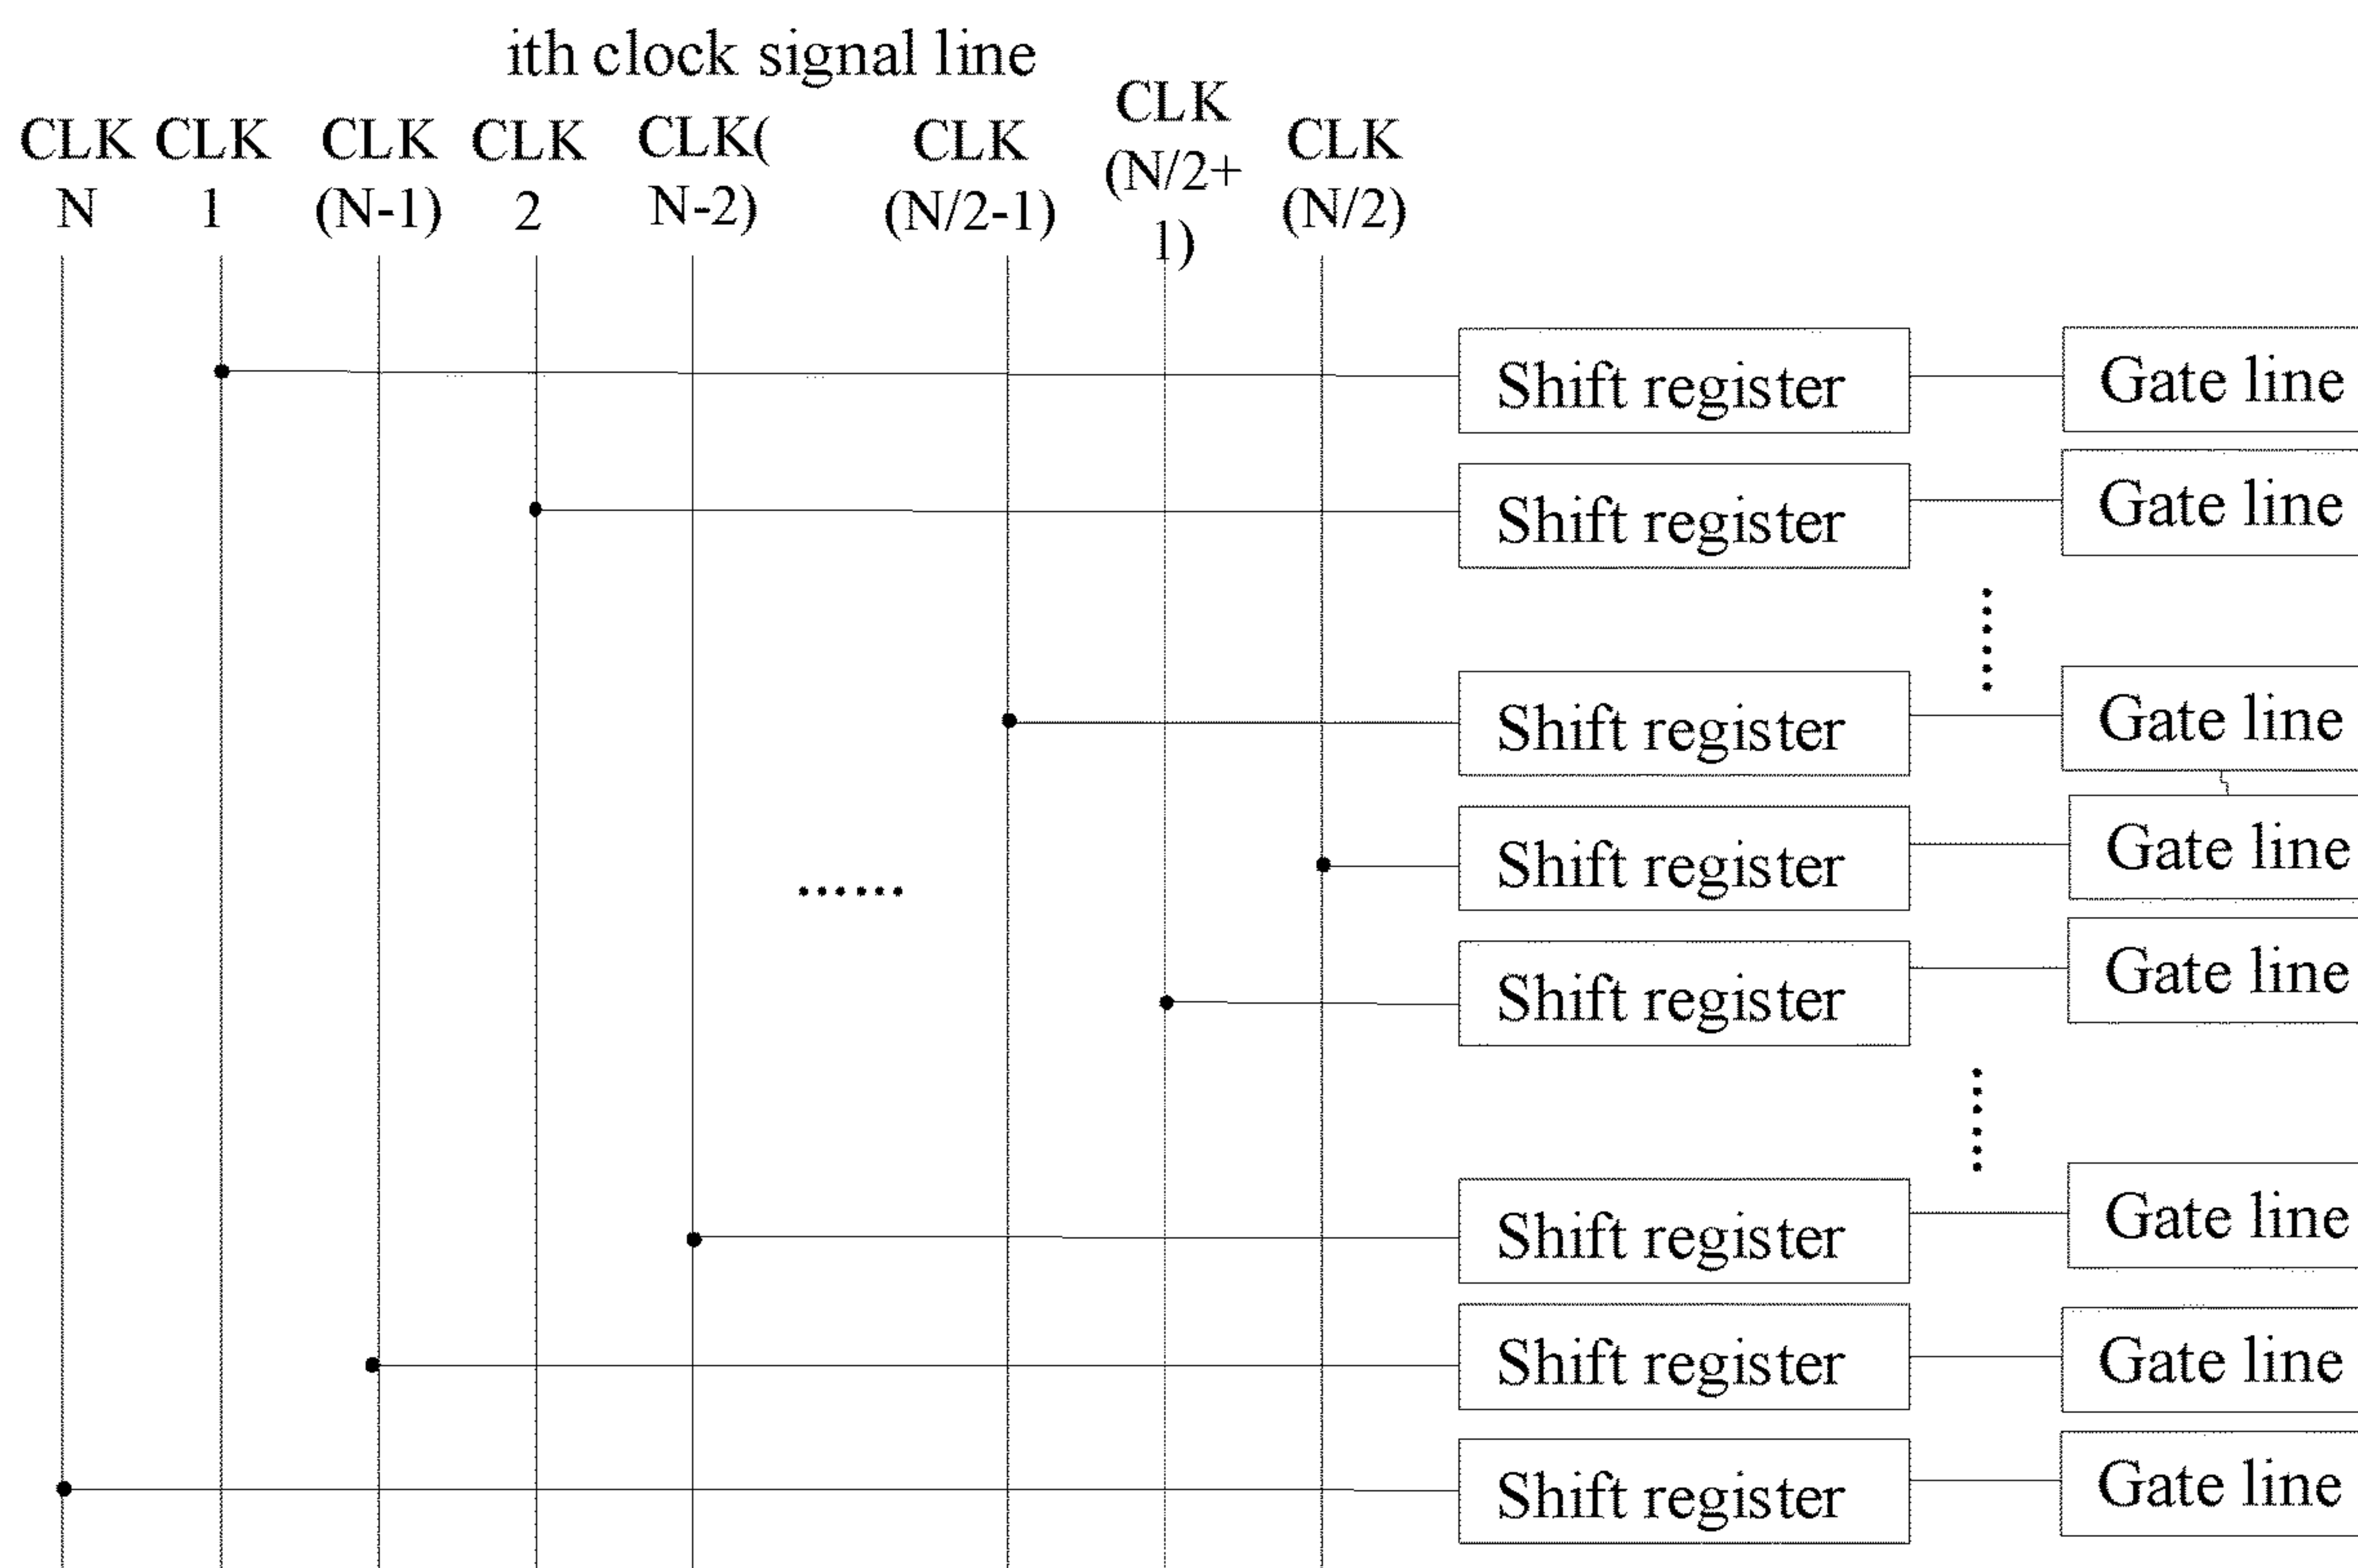 ith clock signal line
CLK
N
CLK
1
CLK
(N-1)
CLK
2
CLK(
N-2)
CLK
(N/2-1)
CLK
(N/2+
1)
CLK
(N/2)
Shift register
Gate line
Shift register
Gate line
Shift register
Gate line
Shift register
Gate line
Shift register
Gate line
Shift register
Gate line
Shift register
Gate line
Shift register
Gate line